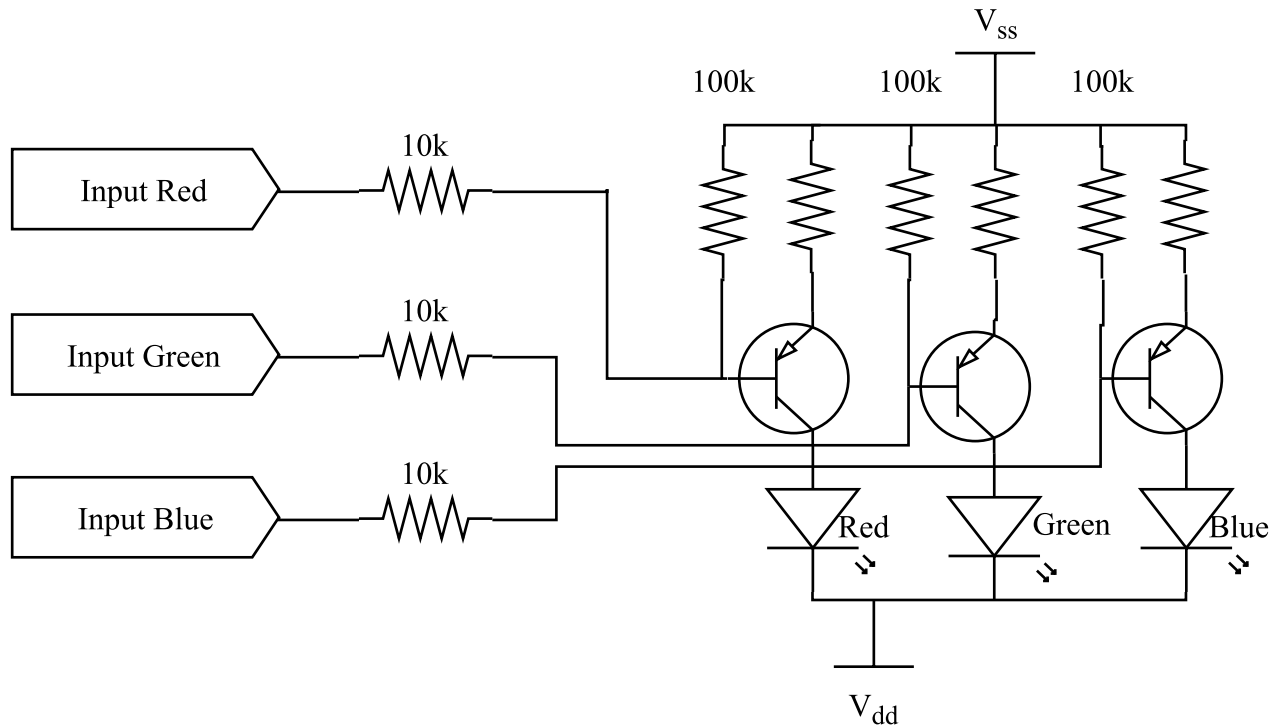 Vss
100k
100k
100k
10k
Input Red
10k
Input Green
10k
Input Blue
Red
Green
Blue
Vdd